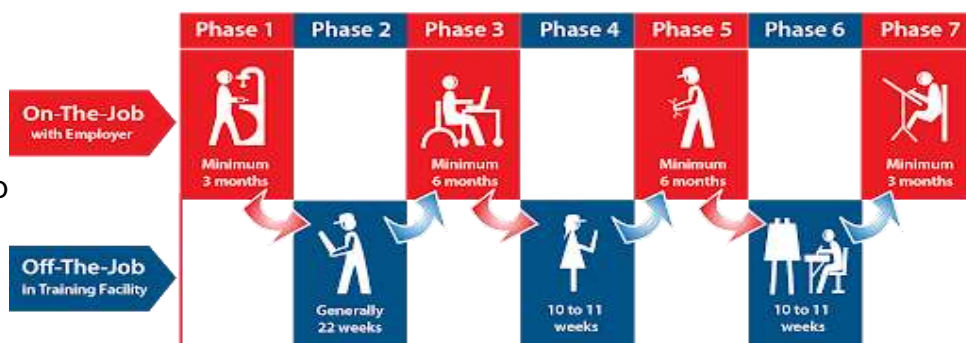 Phase 1 Phase 2 Phase 3 Phase 4 Phase 5 Phase 6 Phase 7
On-The-Job
with Employer
Minimum
3 months
Minimum
6 months
Minimum
6 months
Minimum
3 months
Off-The-Job
in Training Facility
Generally
22 weeks
10 to 11
weeks
10 to 11
weeks